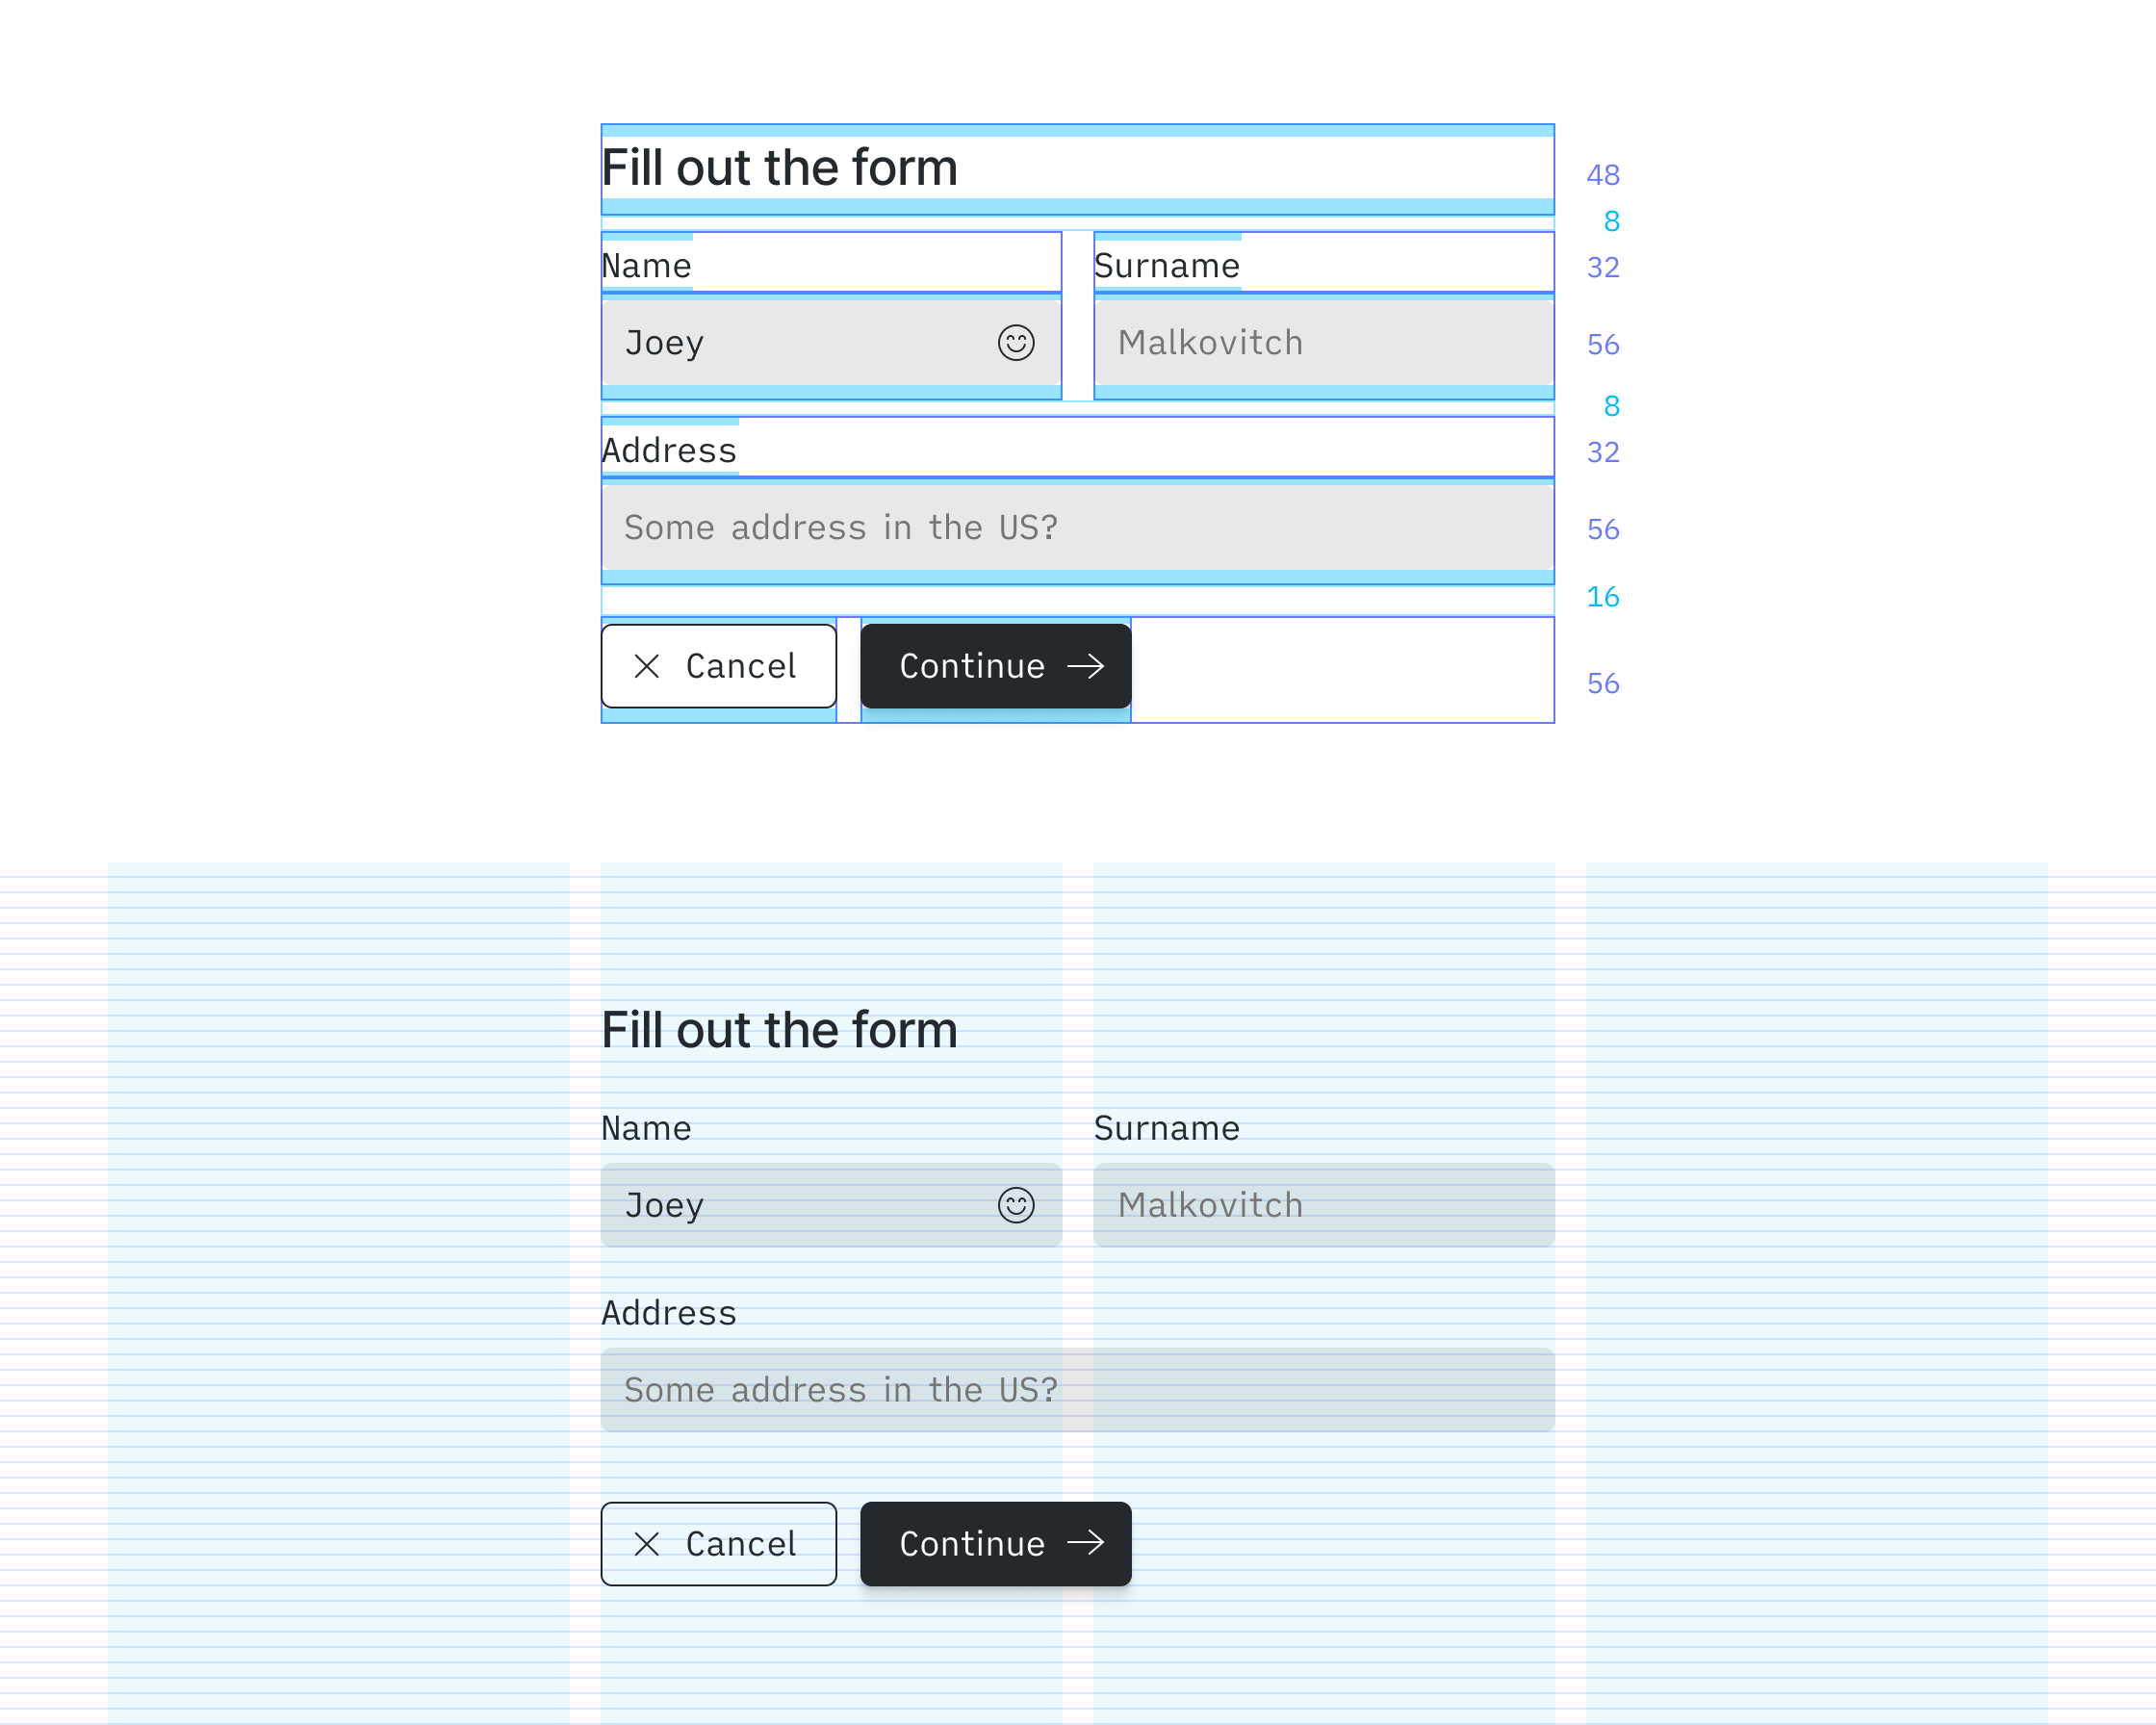 Fill out the form
48
8
Name Surname
32
Joey Malkovitch
56
8
Address
32
Some address in the US?
56
16
Cancel Continue
56
Fill out the form
Name Surname
Joey Malkovitch
Address
Some address in the US?
Cancel Continue